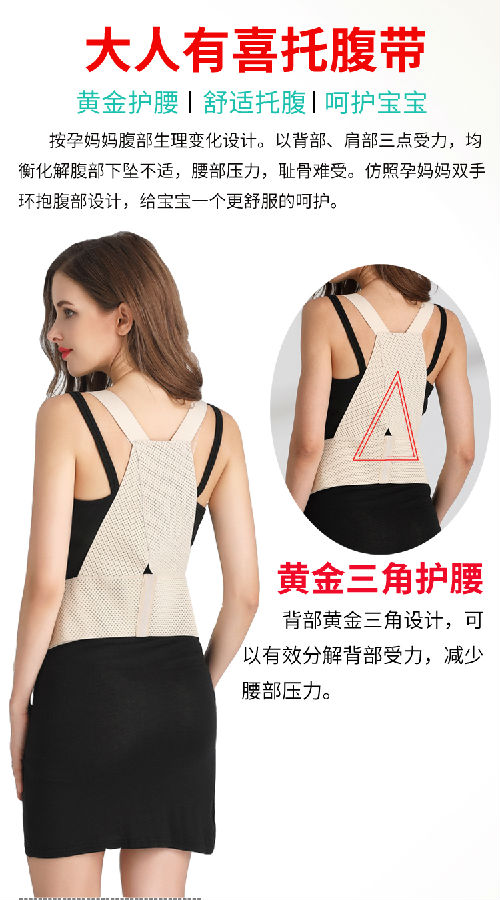 大人有喜托腹带
黄金护腰 | 舒适托腹 | 呵护宝宝
按孕妈妈腹部生理变化设计。以背部、肩部三点受力，均
衡化解腹部下坠不适，腰部压力，耻骨难受。仿照孕妈妈双手
环抱腹部设计，给宝宝一个更舒服的呵护。
黄金三角护腰
背部黄金三角设计，可
以有效分解背部受力，减少
腰部压力。